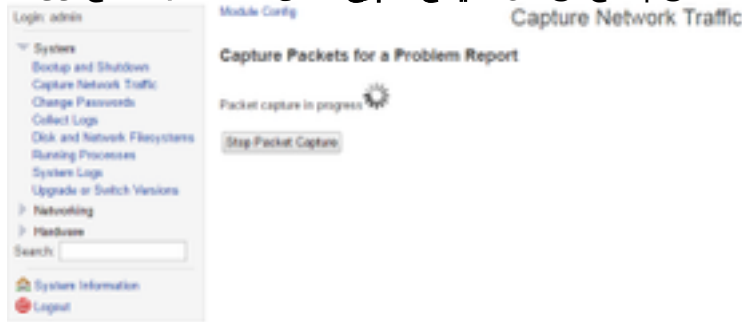 Login: admin
System
Bootup and Shutdown
Capture Network Traffic
Change Passwords
Collect Logs
Disk and Network Filesystems
Running Processes
System Logs
Upgrade or Switch Versions
Networking
Hardware
Search:
System Information
Logout
Module Config
Capture Network Traffic
Capture Packets for a Problem Report
Packet capture in progress
Stop Packet Capture